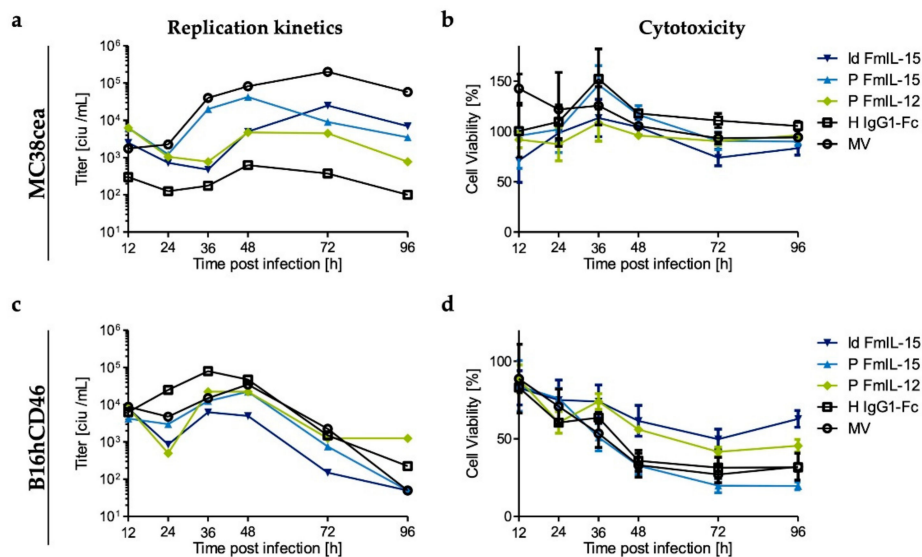 a
Replication kinetics
b
Cytotoxicity
MC38cea
Titer [ciu /mL]
10⁶
10⁵
10⁴
10³
10²
10¹
12 24 36 48 72 96
Time post infection [h]
Cell Viability [%]
150
100
50
0
12 24 36 48 72 96
Time post infection [h]
Id FmIL-15
P FmIL-15
P FmIL-12
H IgG1-Fc
MV
c
d
B16hCD46
Titer [ciu /mL]
10⁶
10⁵
10⁴
10³
10²
10¹
12 24 36 48 72 96
Time post infection [h]
Cell Viability [%]
100
50
0
12 24 36 48 72 96
Time post infection [h]
Id FmIL-15
P FmIL-15
P FmIL-12
H IgG1-Fc
MV